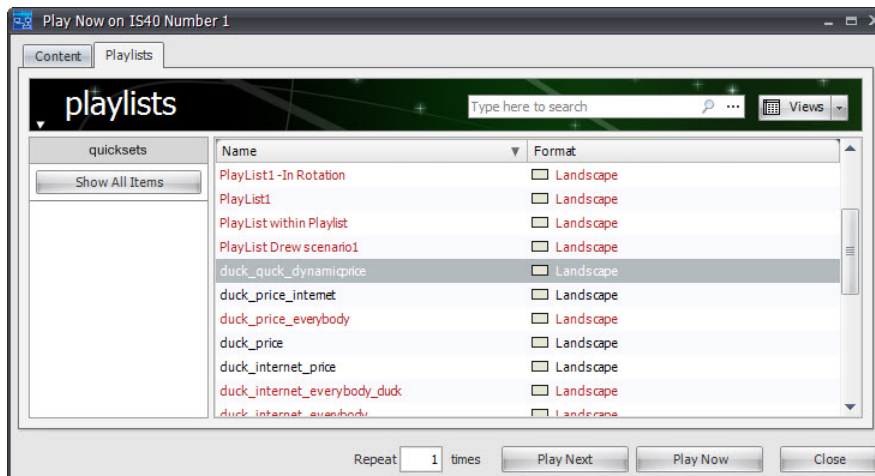 Play Now on IS40 Number 1
Content Playlists
playlists
Type here to search ... Views
quicksets
Show All Items
Name Format
PlayList1 -In Rotation Landscape
PlayList1 Landscape
PlayList within Playlist Landscape
PlayList Drew scenario1 Landscape
duck_quck_dynamicprice Landscape
duck_price_internet Landscape
duck_price_everybody Landscape
duck_price Landscape
duck_internet_price Landscape
duck_internet_everybody_duck Landscape
duck_internet_everybody Landscape
Repeat 1 times Play Next Play Now Close